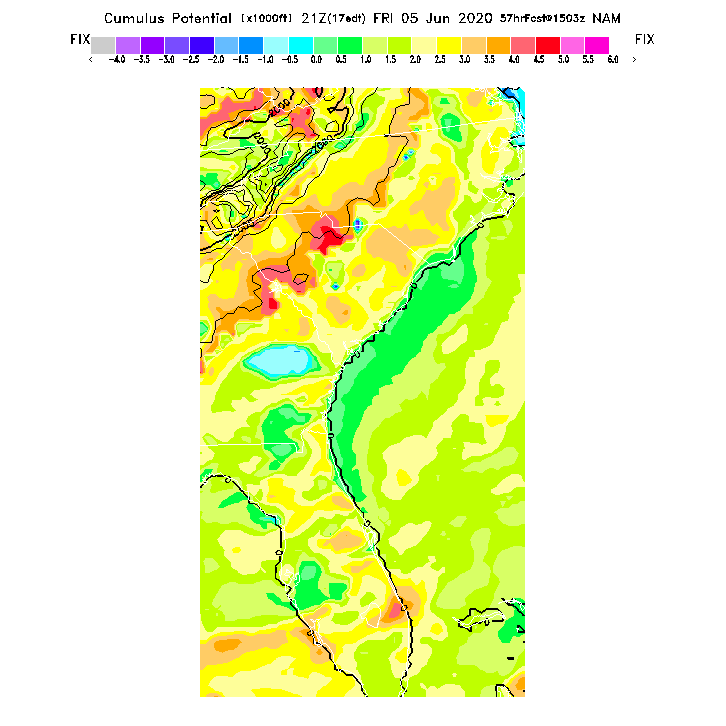 Cumulus Potential [x1000ft] 21Z(17edt) FRI 05 Jun 2020 57hrFcst@1503z NAM
FIX FIX
< -4.0 -3.5 -3.0 -2.5 -2.0 -1.5 -1.0 -0.5 0.0 0.5 1.0 1.5 2.0 2.5 3.0 3.5 4.0 4.5 5.0 5.5 6.0 >
2000
2000